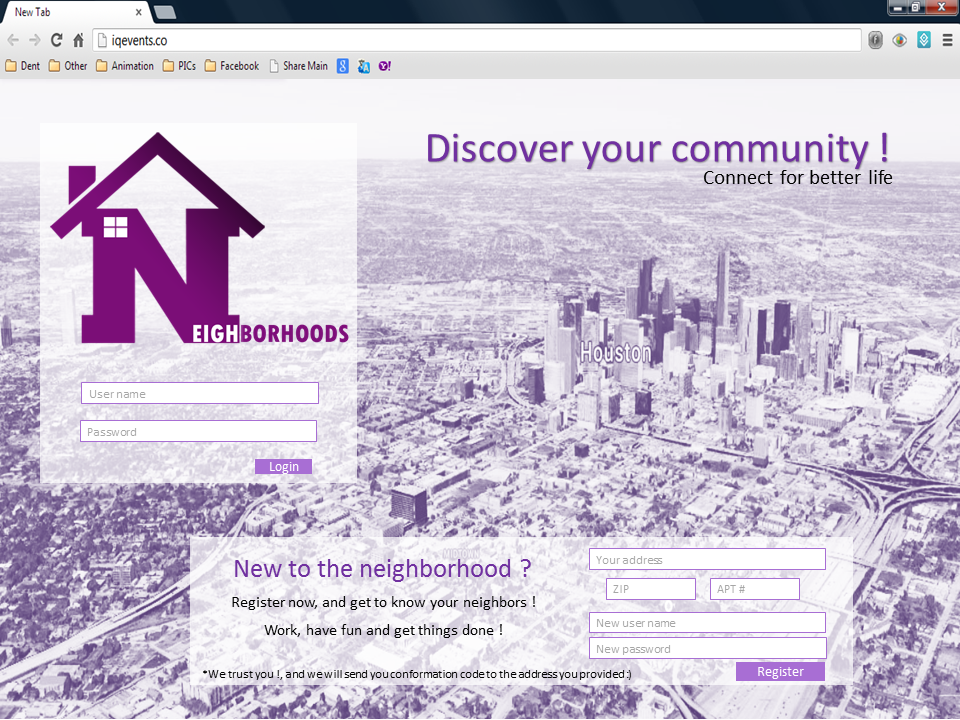 New Tab
iqevents.co
Dent Other Animation PICs Facebook Share Main
Discover your community !
Connect for better life
NEIGHBORHOODS
Houston
User name
Password
Login
MIDTOWN
New to the neighborhood ?
Register now, and get to know your neighbors !
Work, have fun and get things done !
*We trust you !, and we will send you conformation code to the address you provided :)
Your address
ZIP APT #
New user name
New password
Register